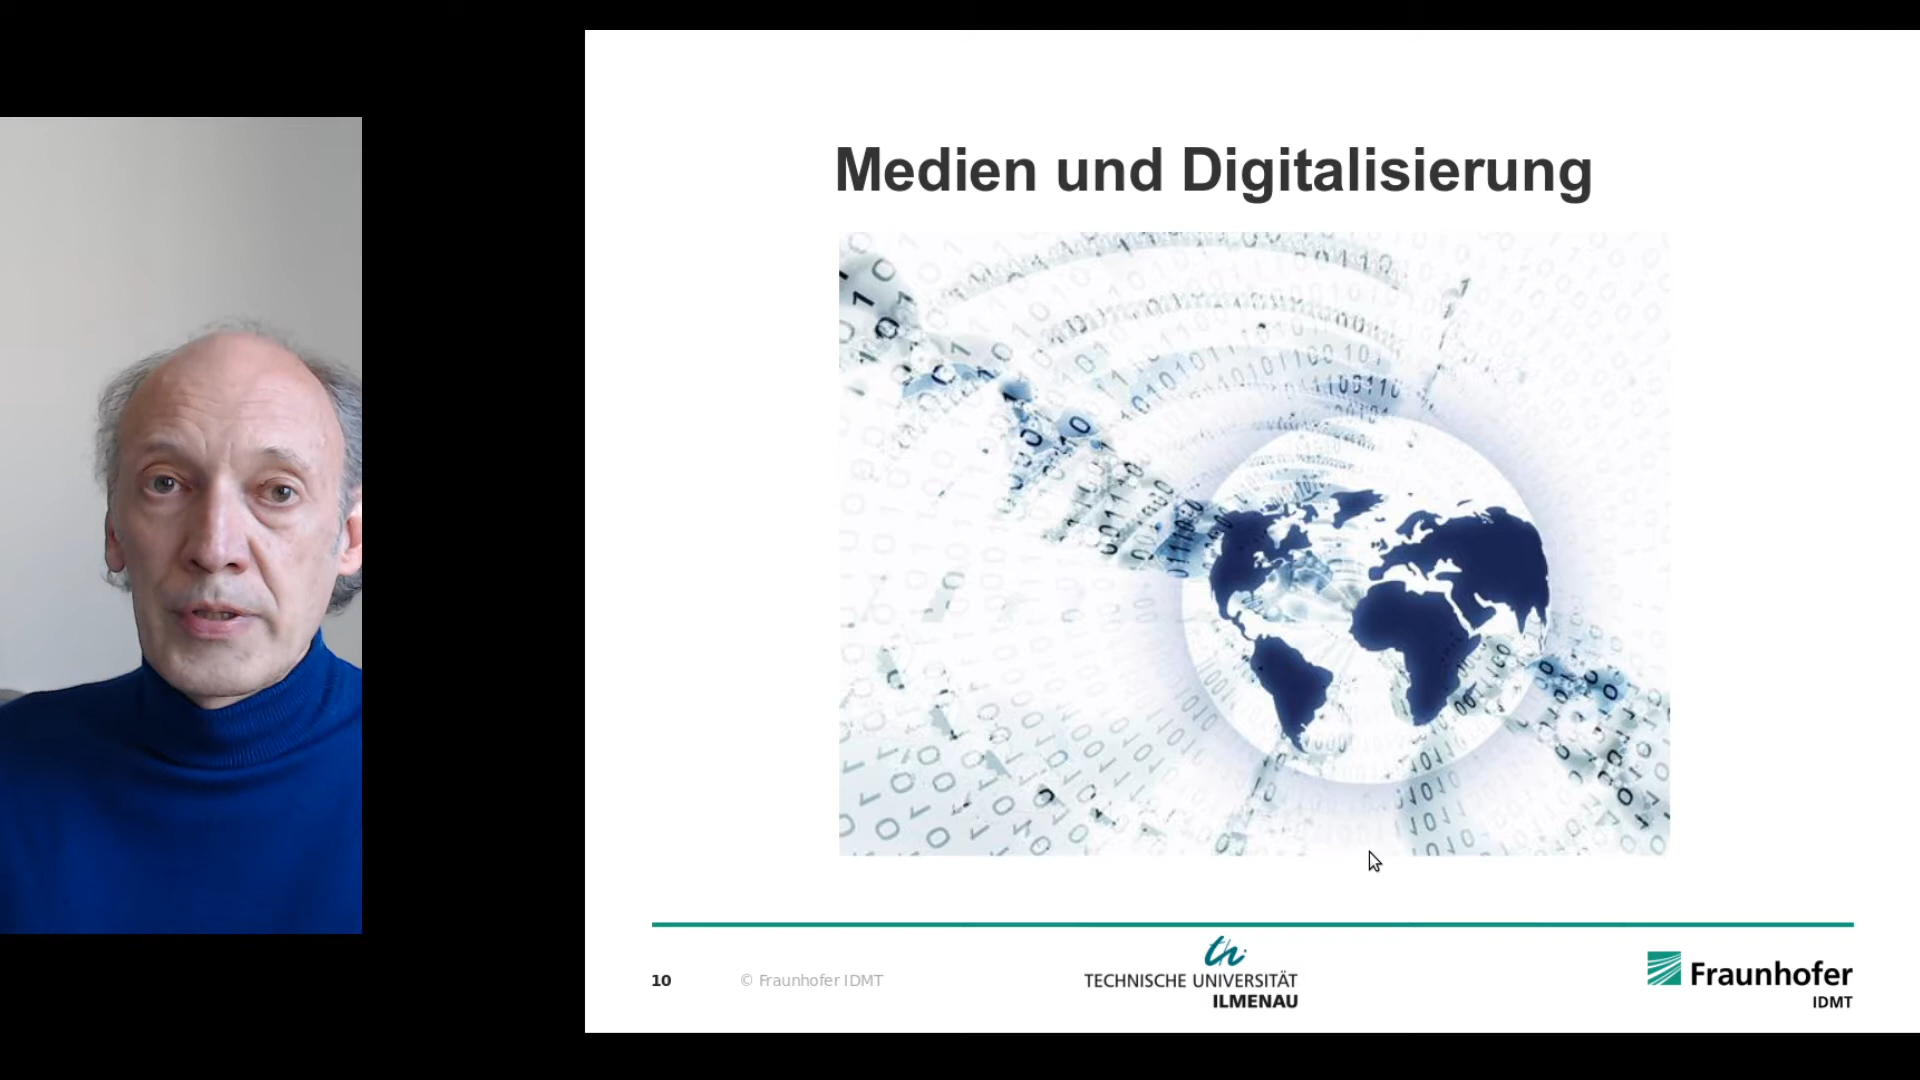 Medien und Digitalisierung
10
© Fraunhofer IDMT
TECHNISCHE UNIVERSITÄT
ILMENAU
Fraunhofer
IDMT